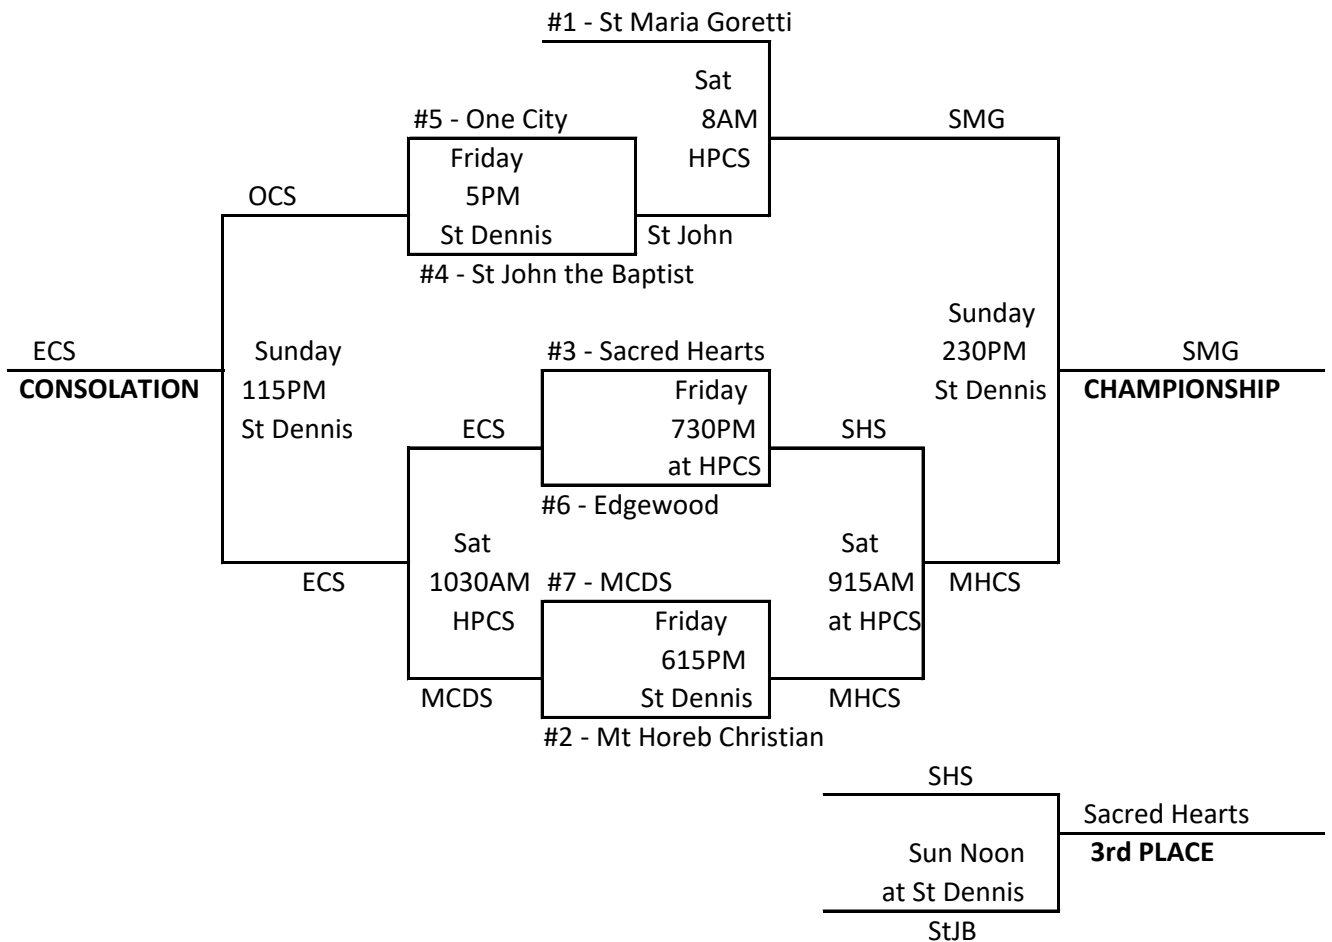 #1 - St Maria Goretti
Sat
#5 - One City
8AM
SMG
Friday
HPCS
OCS
5PM
St Dennis
St John
#4 - St John the Baptist
Sunday
ECS
Sunday
#3 - Sacred Hearts
230PM
SMG
CONSOLATION
115PM
Friday
St Dennis
CHAMPIONSHIP
St Dennis
ECS
730PM
SHS
at HPCS
#6 - Edgewood
Sat
Sat
ECS
1030AM
#7 - MCDS
915AM
MHCS
HPCS
Friday
at HPCS
615PM
MCDS
St Dennis
MHCS
#2 - Mt Horeb Christian
SHS
Sacred Hearts
Sun Noon
3rd PLACE
at St Dennis
StJB